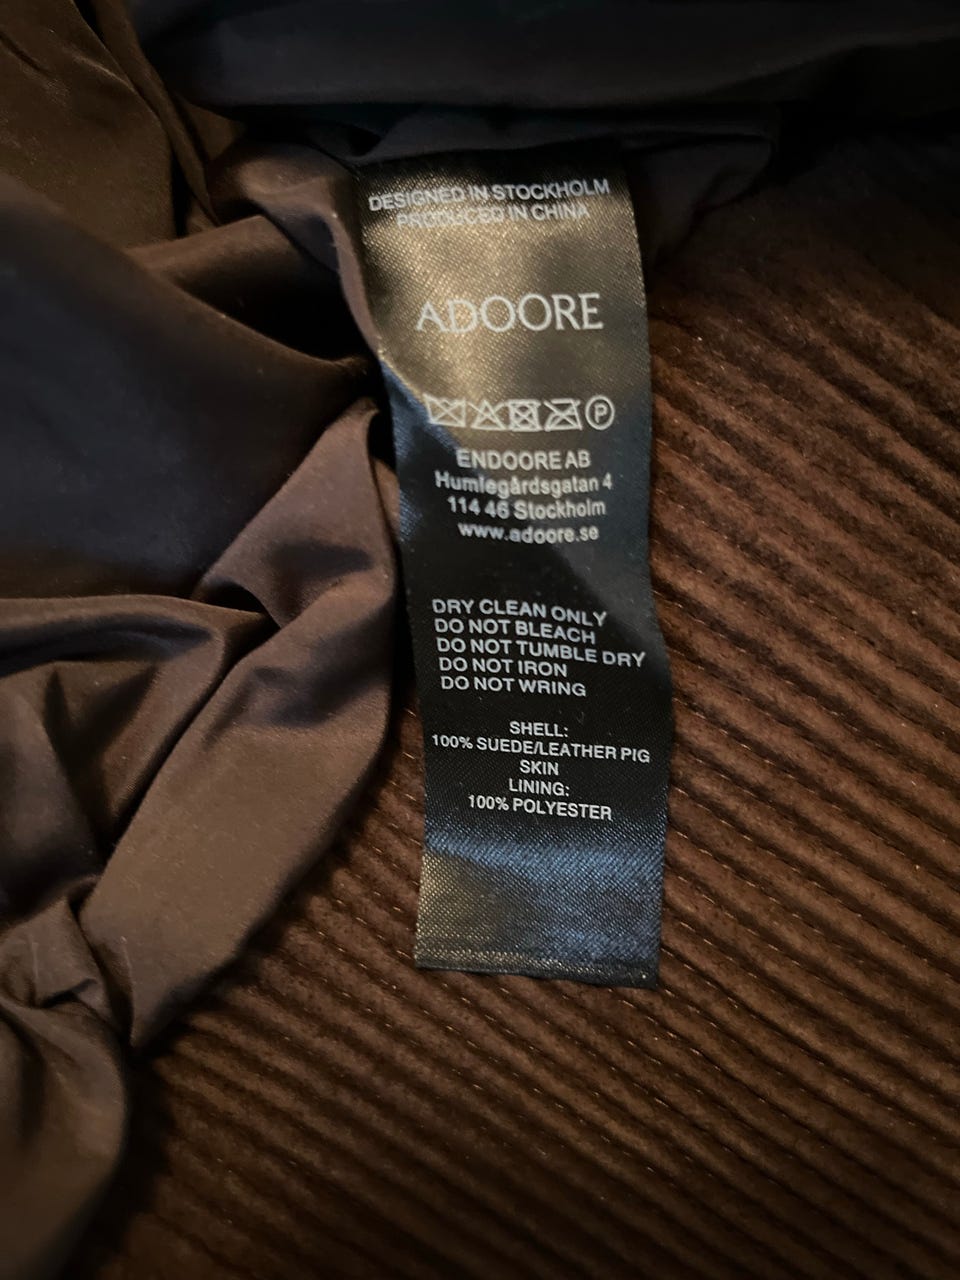 DESIGNED IN STOCKHOLM
PRODUCED IN CHINA
ADOORE
P
ENDOORE AB
Humlegårdsgatan 4
114 46 Stockholm
www.adoore.se
DRY CLEAN ONLY
DO NOT BLEACH
DO NOT TUMBLE DRY
DO NOT IRON
DO NOT WRING
SHELL:
100% SUEDE/LEATHER PIG
SKIN
LINING:
100% POLYESTER